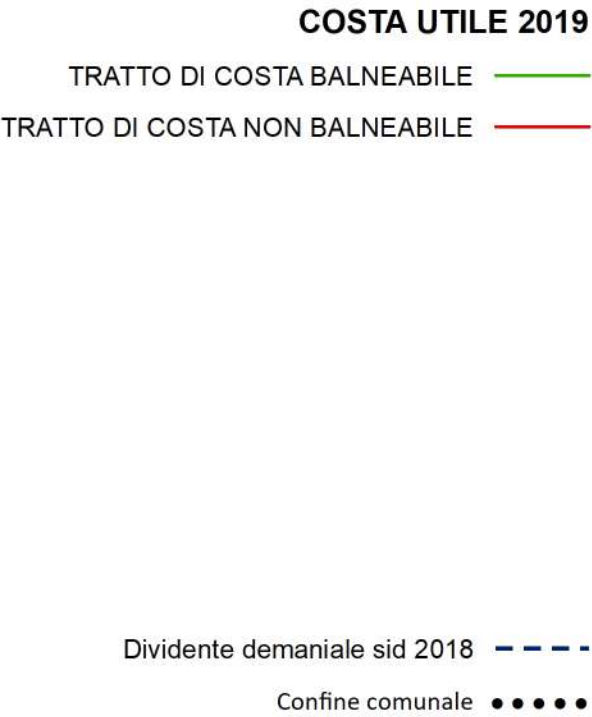 COSTA UTILE 2019
TRATTO DI COSTA BALNEABILE
TRATTO DI COSTA NON BALNEABILE
Dividente demaniale sid 2018
Confine comunale